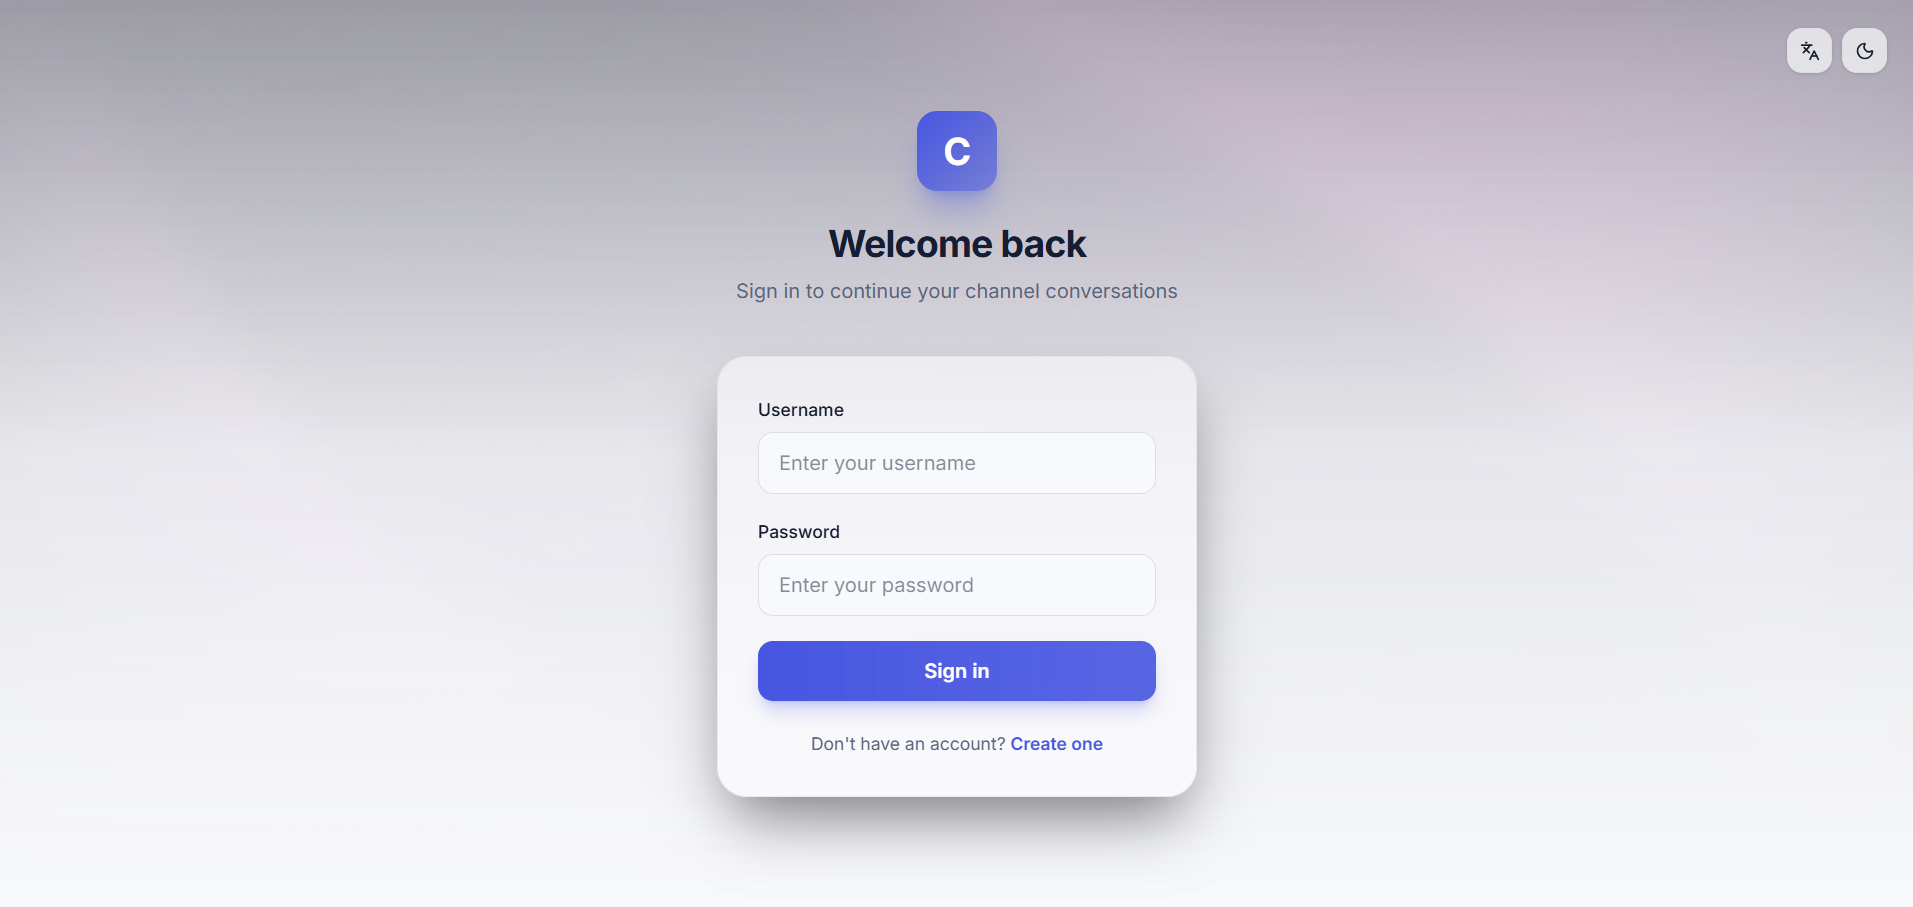 C
Welcome back
Sign in to continue your channel conversations
Username
Enter your username
Password
Enter your password
Sign in
Don't have an account? Create one